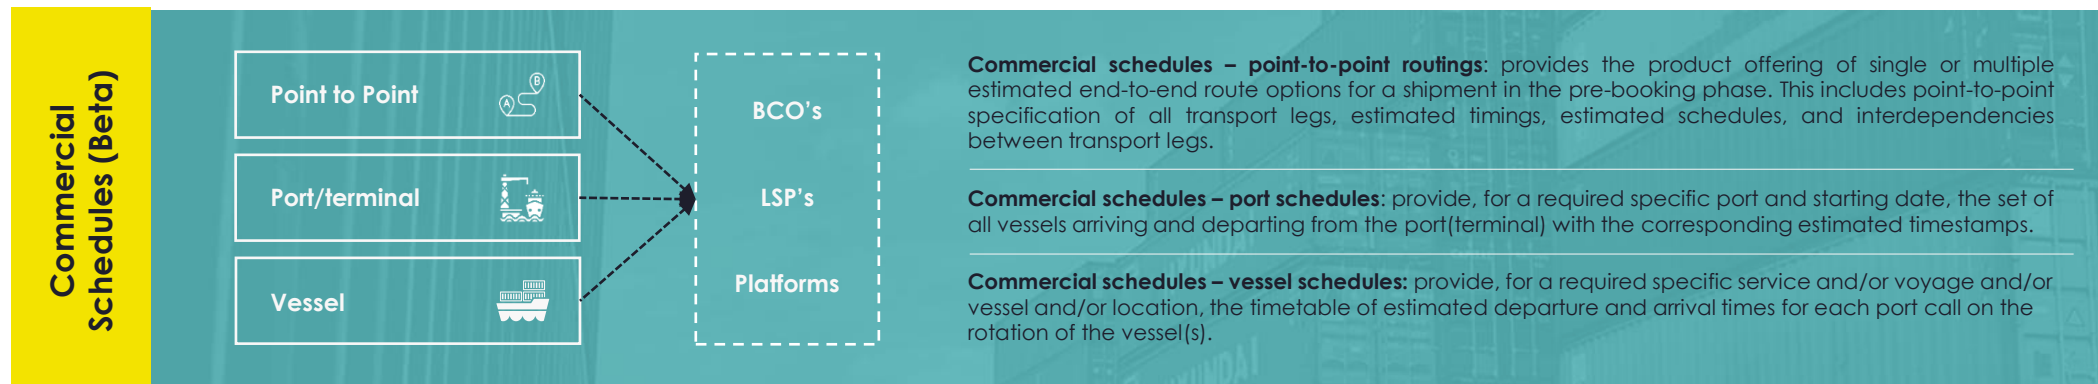 Commercial
Schedules (Beta)
Point to Point
A
B
Port/terminal
Vessel
BCO's
LSP's
Platforms
Commercial schedules – point-to-point routings: provides the product offering of single or multiple
estimated end-to-end route options for a shipment in the pre-booking phase. This includes point-to-point
specification of all transport legs, estimated timings, estimated schedules, and interdependencies
between transport legs.
Commercial schedules – port schedules: provide, for a required specific port and starting date, the set of
all vessels arriving and departing from the port(terminal) with the corresponding estimated timestamps.
Commercial schedules – vessel schedules: provide, for a required specific service and/or voyage and/or
vessel and/or location, the timetable of estimated departure and arrival times for each port call on the
rotation of the vessel(s).